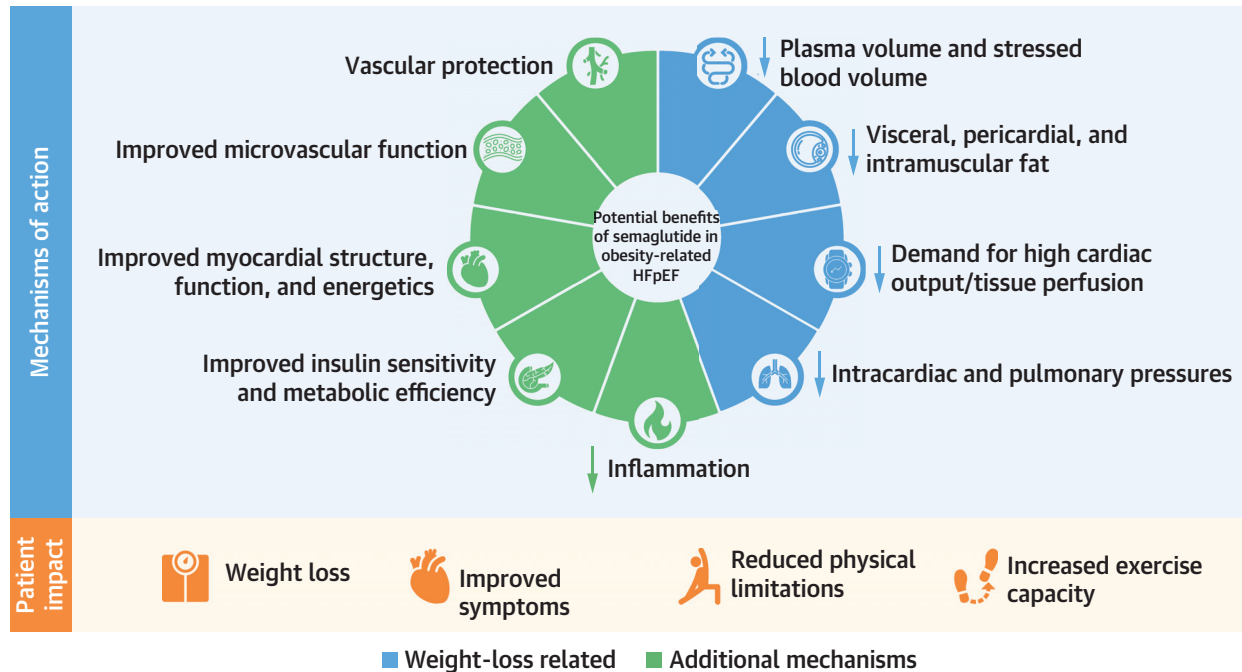 Mechanisms of action
Vascular protection
Improved microvascular function
Improved myocardial structure,
function, and energetics
Improved insulin sensitivity
and metabolic efficiency
Inflammation
Plasma volume and stressed
blood volume
Visceral, pericardial, and
intramuscular fat
Demand for high cardiac
output/tissue perfusion
Intracardiac and pulmonary pressures
Potential benefits
of semaglutide in
obesity-related
HFpEF
Patient
impact
Weight loss
Improved
symptoms
Reduced physical
limitations
Increased exercise
capacity
Weight-loss related
Additional mechanisms